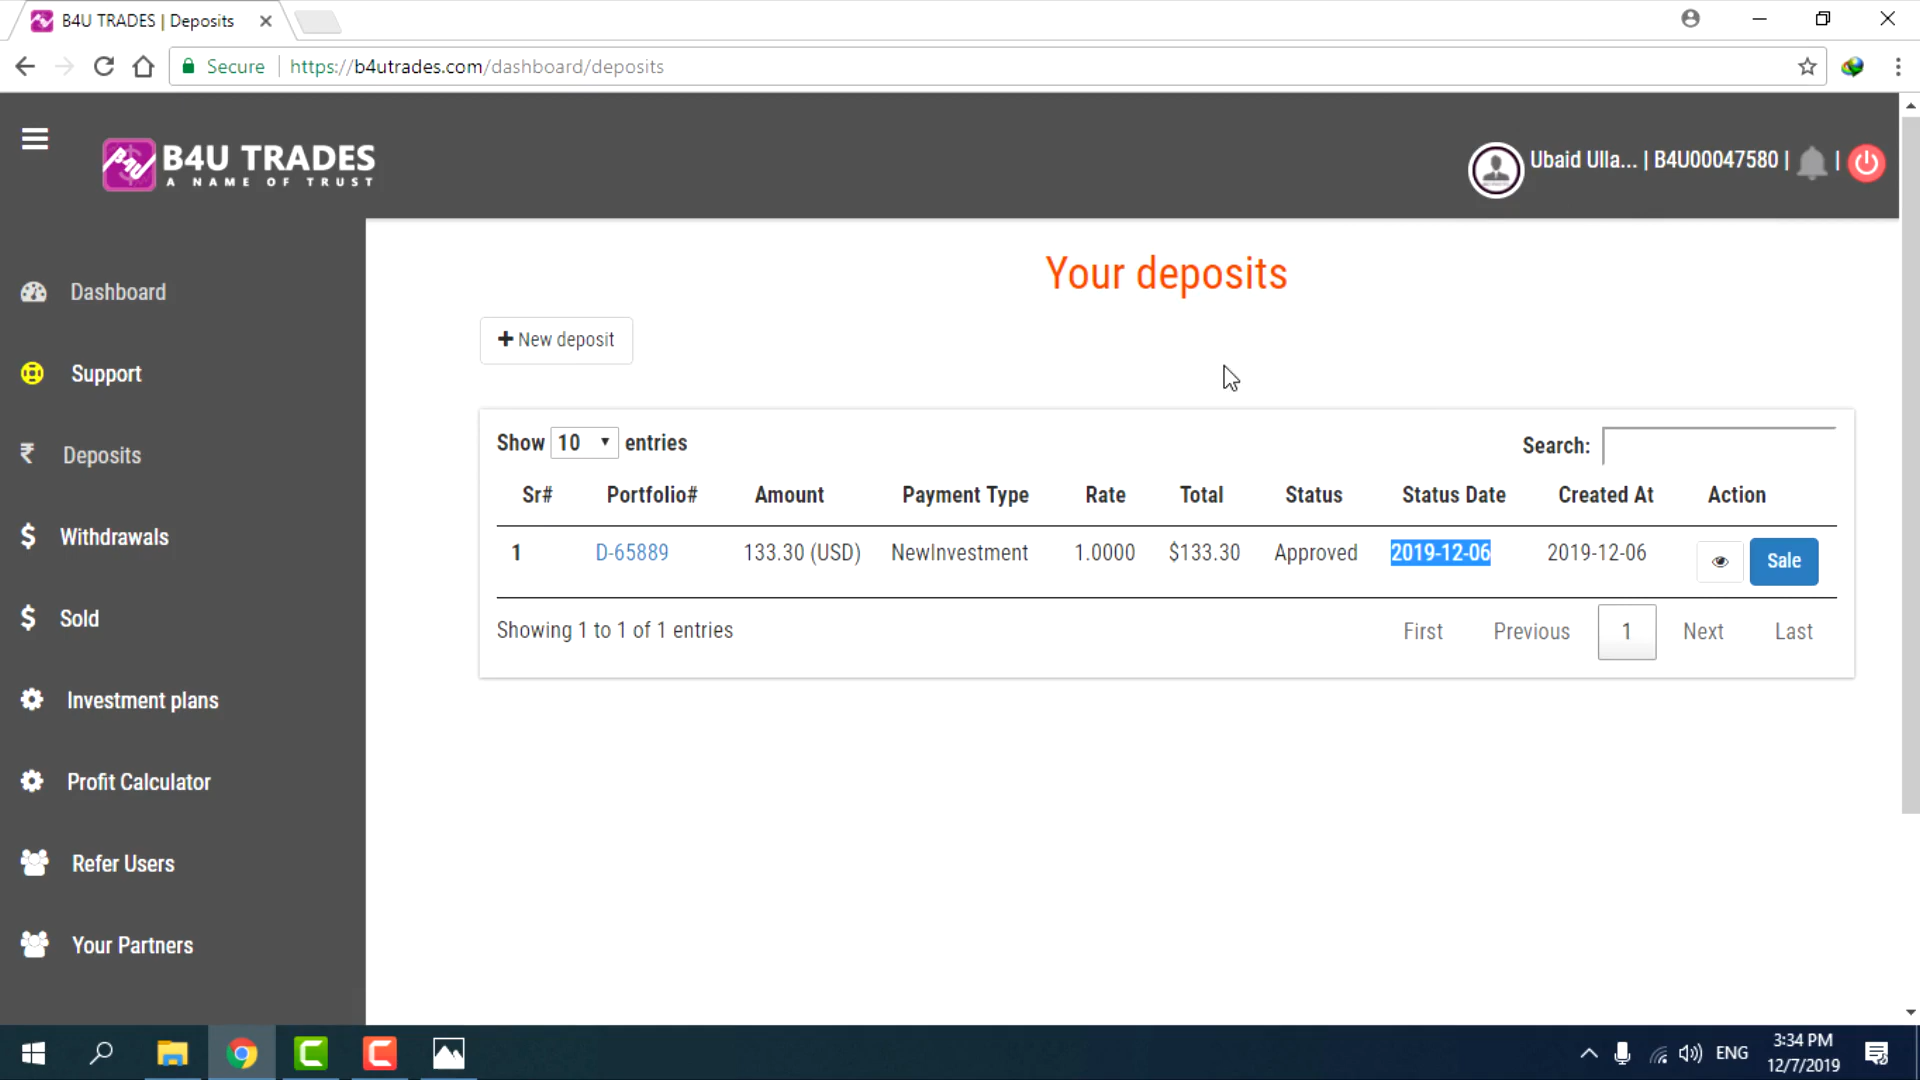 B4U TRADES | Deposits
Secure https://b4utrades.com/dashboard/deposits
B4U TRADES
A NAME OF TRUST
Ubaid Ulla... | B4U00047580 | |
Dashboard
Support
Deposits
Withdrawals
Sold
Investment plans
Profit Calculator
Refer Users
Your Partners
Your deposits
New deposit
Show 10 entries
Search:
Sr# Portfolio# Amount Payment Type Rate Total Status Status Date Created At Action
1 D-65889 133.30 (USD) NewInvestment 1.0000 $133.30 Approved 2019-12-06 2019-12-06 Sale
Showing 1 to 1 of 1 entries
First Previous 1 Next Last
ENG
3:34 PM
12/7/2019